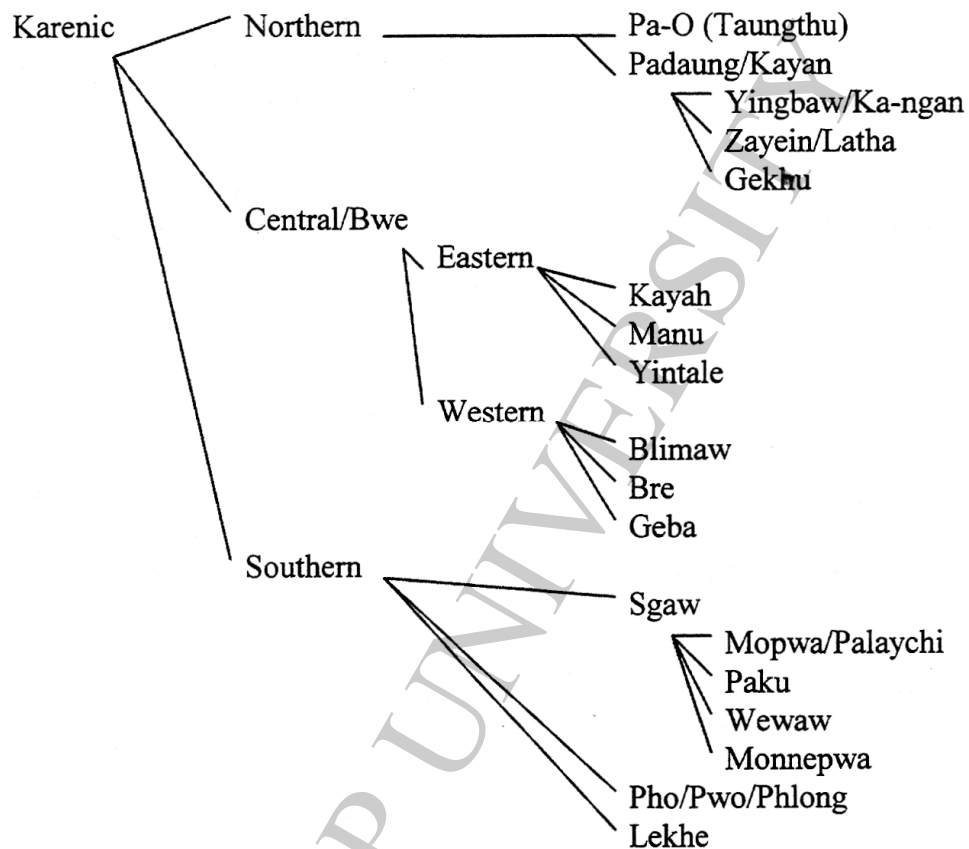 Karenic Northern Pa-O (Taungthu)
Padaung/Kayan
Yingbaw/Ka-ngan
Zayein/Latha
Gekhu
Central/Bwe
Eastern
Kayah
Manu
Yintale
Western
Blimaw
Bre
Geba
Southern
Sgaw
Mopwa/Palaychi
Paku
Wewaw
Monnepwa
Pho/Pwo/Phlong
Lekhe
P UNIVERSITY